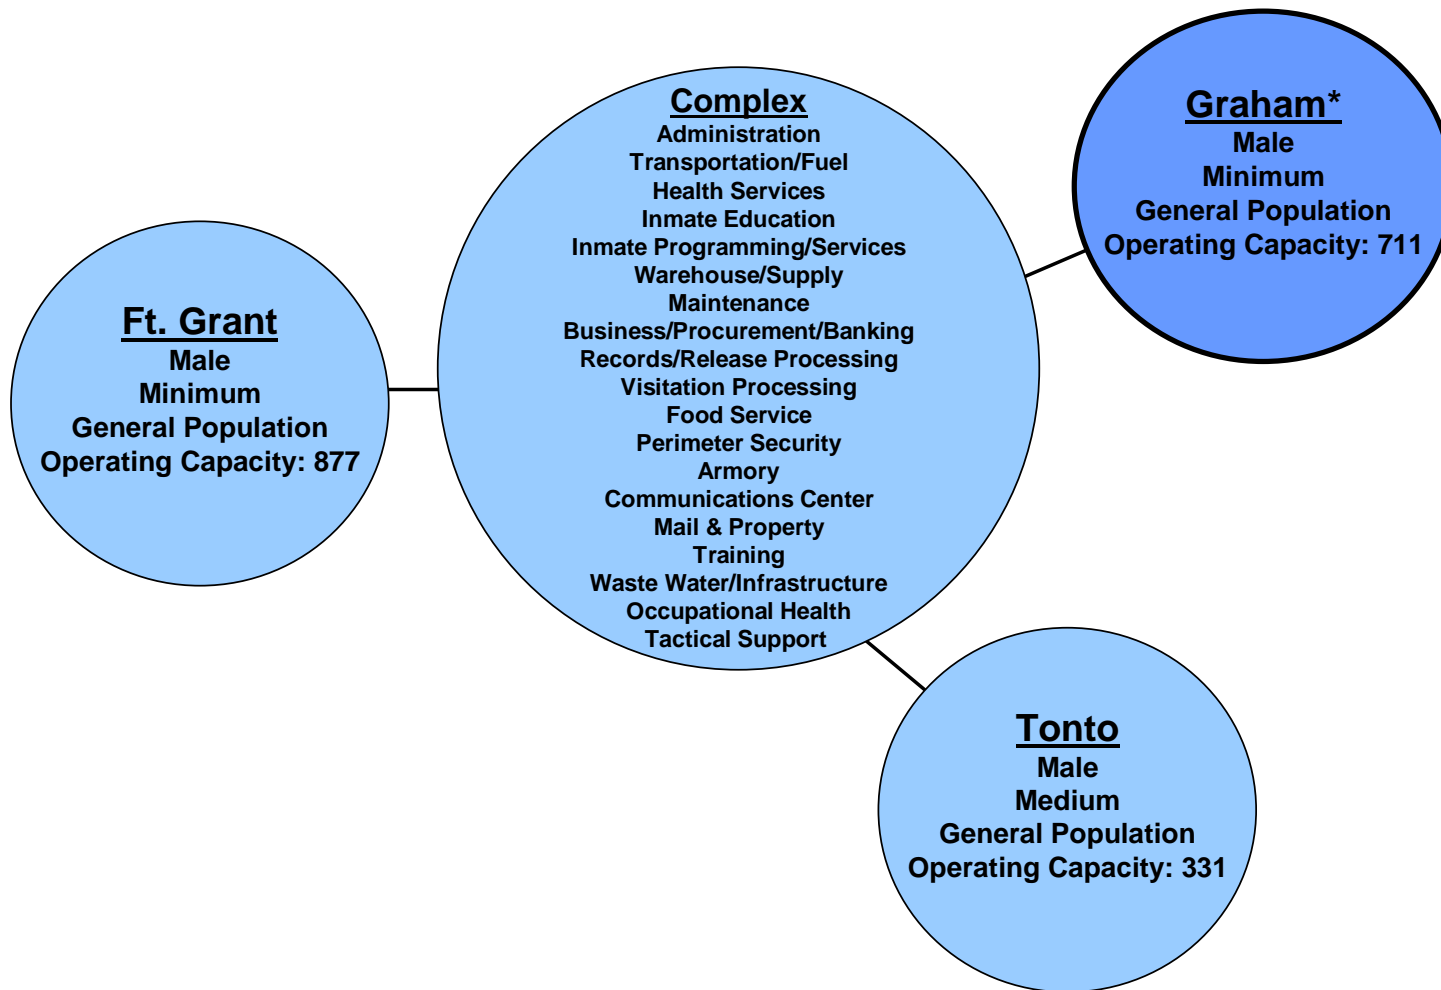 Complex
Administration
Transportation/Fuel
Health Services
Inmate Education
Inmate Programming/Services
Warehouse/Supply
Maintenance
Business/Procurement/Banking
Records/Release Processing
Visitation Processing
Food Service
Perimeter Security
Armory
Communications Center
Mail & Property
Training
Waste Water/Infrastructure
Occupational Health
Tactical Support
Graham*
Male
Minimum
General Population
Operating Capacity: 711
Ft. Grant
Male
Minimum
General Population
Operating Capacity: 877
Tonto
Male
Medium
General Population
Operating Capacity: 331